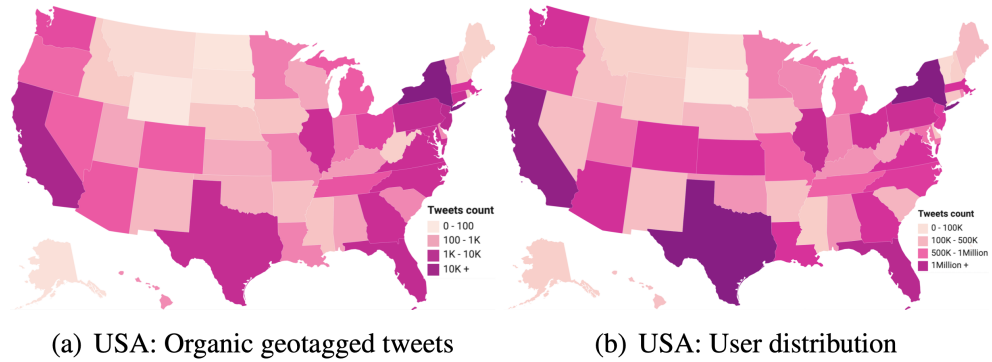 Tweets count
0 - 100
100 - 1K
1K - 10K
10K +
Tweets count
0 - 100K
100K - 500K
500K - 1Million
1Million +
(a) USA: Organic geotagged tweets
(b) USA: User distribution